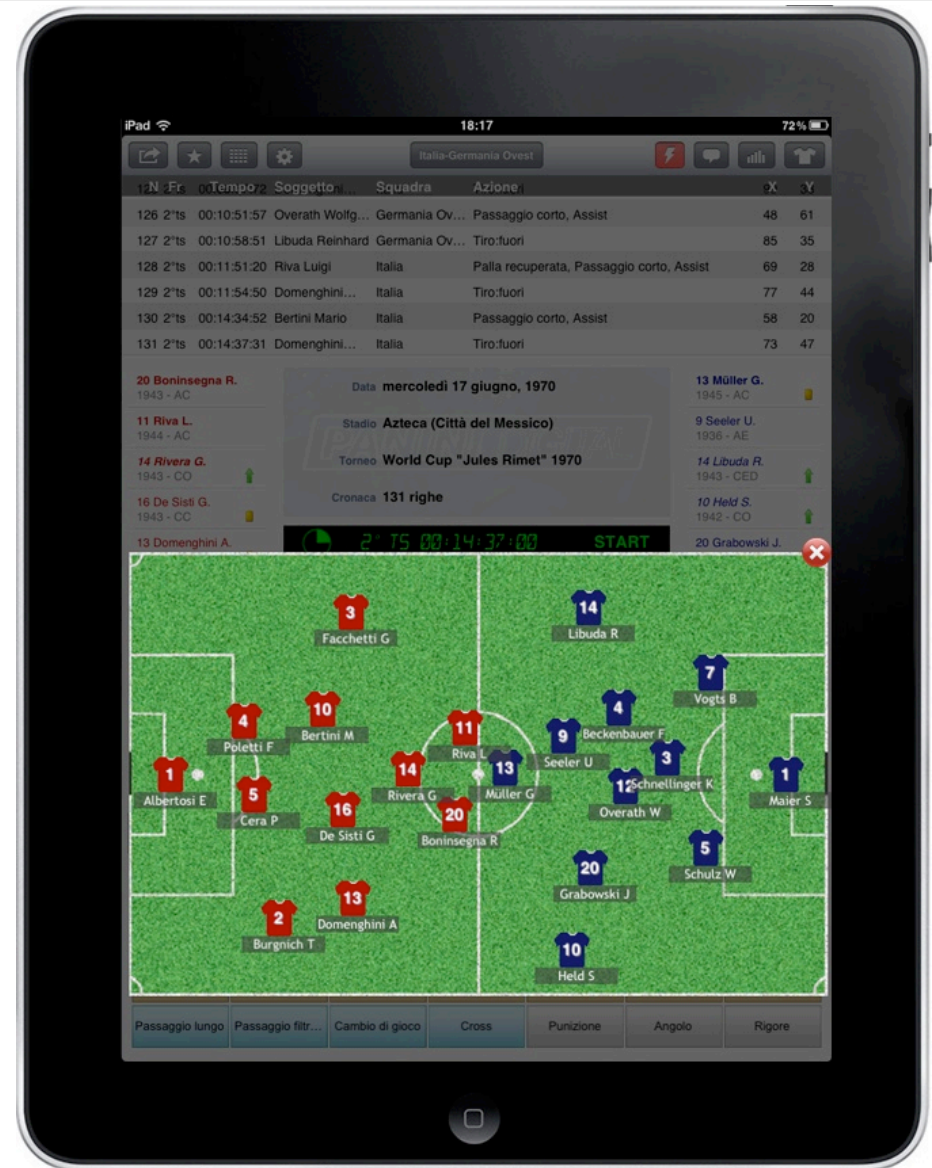 iPad 18:17 72%
Italia-Germania Ovest
N Fr Tempo Soggetto Squadra Azione X Y
126 2°ts 00:10:51:57 Overath Wolfg... Germania Ov... Passaggio corto, Assist 48 61
127 2°ts 00:10:58:51 Libuda Reinhard Germania Ov... Tiro:fuori 85 35
128 2°ts 00:11:51:20 Riva Luigi Italia Palla recuperata, Passaggio corto, Assist 69 28
129 2°ts 00:11:54:50 Domenghini... Italia Tiro:fuori 77 44
130 2°ts 00:14:34:52 Bertini Mario Italia Passaggio corto, Assist 58 20
131 2°ts 00:14:37:31 Domenghini... Italia Tiro:fuori 73 47
20 Boninsegna R.
1943 - AC
11 Riva L.
1944 - AC
14 Rivera G.
1943 - CO
16 De Sisti G.
1943 - CC
13 Domenghini A.
Data mercoledì 17 giugno, 1970
Stadio Azteca (Città del Messico)
Torneo World Cup "Jules Rimet" 1970
Cronaca 131 righe
PANINI DIGITAL
2° TS 00:14:37:00 START
13 Müller G.
1945 - AC
9 Seeler U.
1936 - AE
14 Libuda R.
1943 - CED
10 Held S.
1942 - CO
20 Grabowski J.
3
Facchetti G
14
Libuda R
7
Vogts B
4
Poletti F
10
Bertini M
11
Riva L
9
Seeler U
4
Beckenbauer F
3
Schnellinger K
1
Albertosi E
5
Cera P
14
Rivera G
13
Müller G
12
Overath W
1
Maier S
16
De Sisti G
20
Boninsegna R
5
Schulz W
20
Grabowski J
13
Domenghini A
2
Burgnich T
10
Held S
Passaggio lungo Passaggio filtr... Cambio di gioco Cross Punizione Angolo Rigore